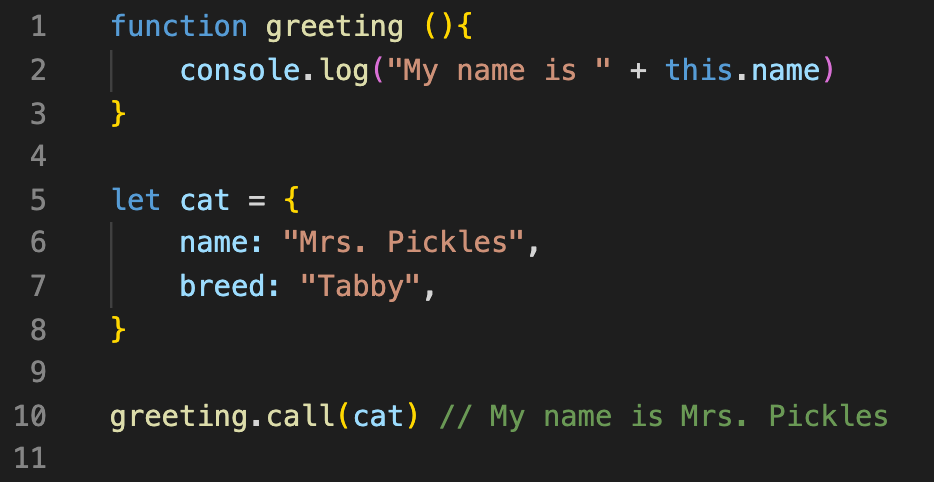 1 function greeting (){
2 console.log("My name is " + this.name)
3 }
4
5 let cat = {
6 name: "Mrs. Pickles",
7 breed: "Tabby",
8 }
9
10 greeting.call(cat) // My name is Mrs. Pickles
11